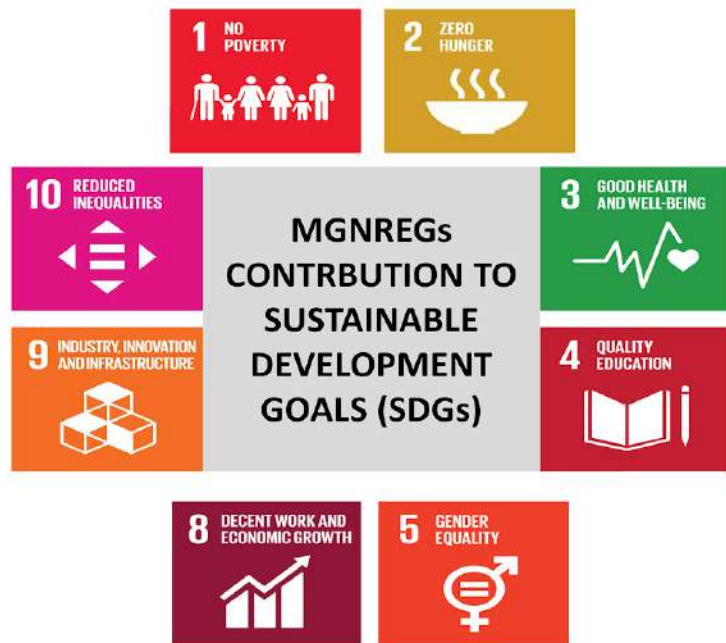 1 NO
POVERTY
2 ZERO
HUNGER
10 REDUCED
INEQUALITIES
3 GOOD HEALTH
AND WELL-BEING
MGNREGs
CONTRBUTION TO
SUSTAINABLE
DEVELOPMENT
GOALS (SDGs)
9 INDUSTRY, INNOVATION
AND INFRASTRUCTURE
4 QUALITY
EDUCATION
8 DECENT WORK AND
ECONOMIC GROWTH
5 GENDER
EQUALITY